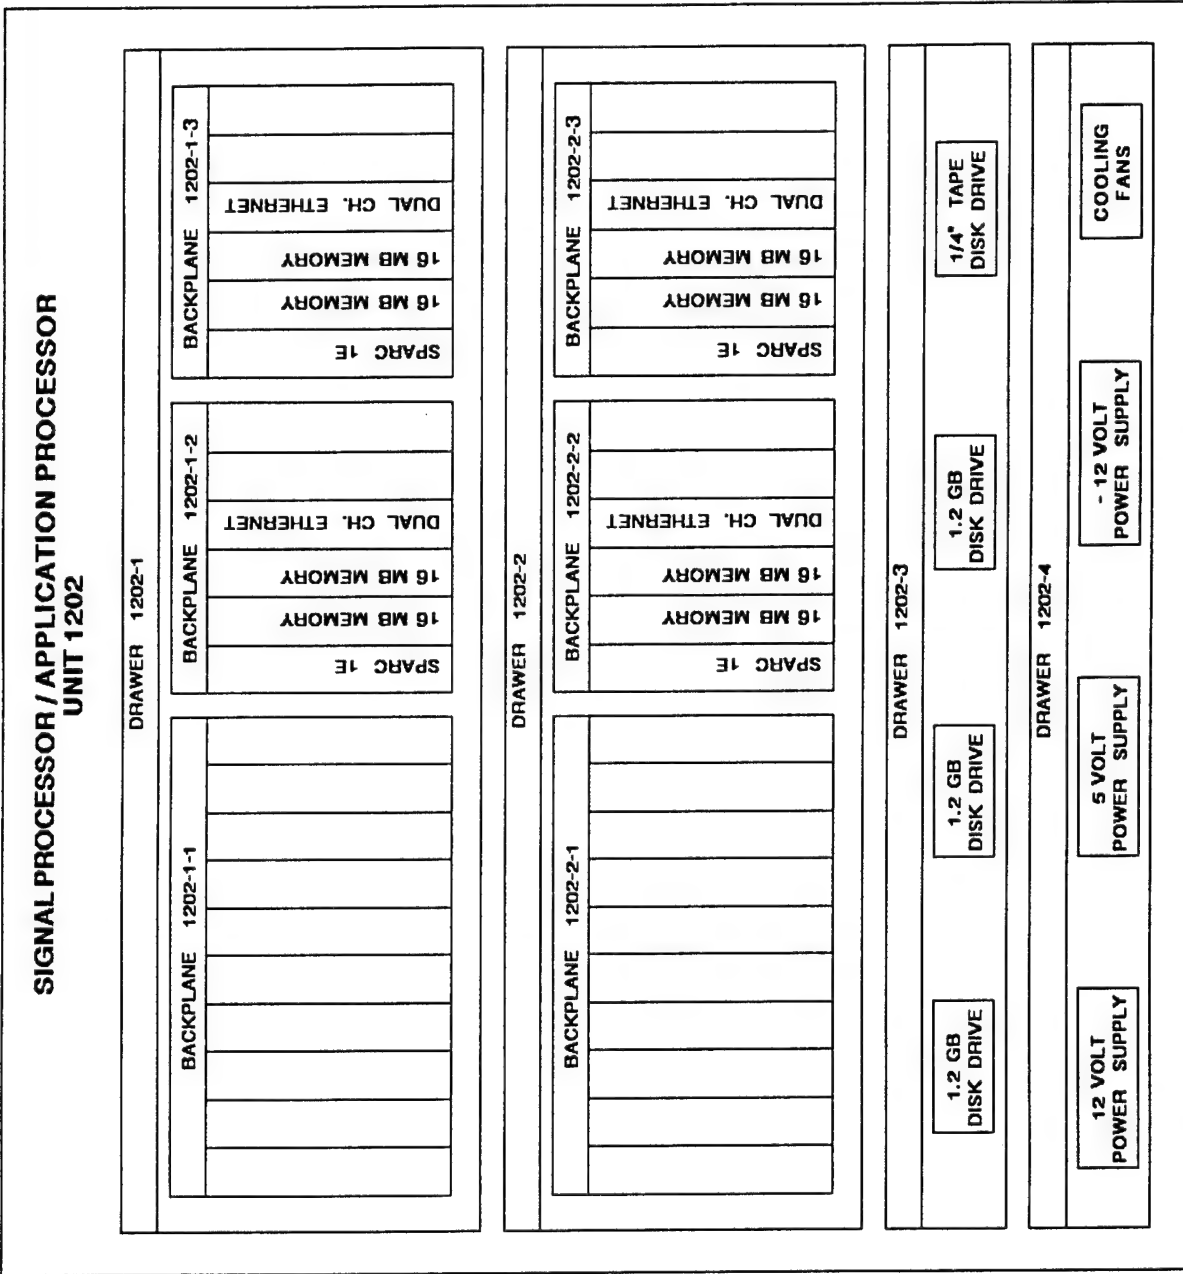 SIGNAL PROCESSOR / APPLICATION PROCESSOR
UNIT 1202
DRAWER 1202-1
BACKPLANE 1202-1-1
BACKPLANE 1202-1-2
SPARC 1E
16 MB MEMORY
16 MB MEMORY
DUAL CH. ETHERNET
BACKPLANE 1202-1-3
SPARC 1E
16 MB MEMORY
16 MB MEMORY
DUAL CH. ETHERNET
DRAWER 1202-2
BACKPLANE 1202-2-1
BACKPLANE 1202-2-2
SPARC 1E
16 MB MEMORY
16 MB MEMORY
DUAL CH. ETHERNET
BACKPLANE 1202-2-3
SPARC 1E
16 MB MEMORY
16 MB MEMORY
DUAL CH. ETHERNET
DRAWER 1202-3
1.2 GB
DISK DRIVE
1.2 GB
DISK DRIVE
1.2 GB
DISK DRIVE
1/4" TAPE
DISK DRIVE
DRAWER 1202-4
12 VOLT
POWER SUPPLY
5 VOLT
POWER SUPPLY
- 12 VOLT
POWER SUPPLY
COOLING
FANS